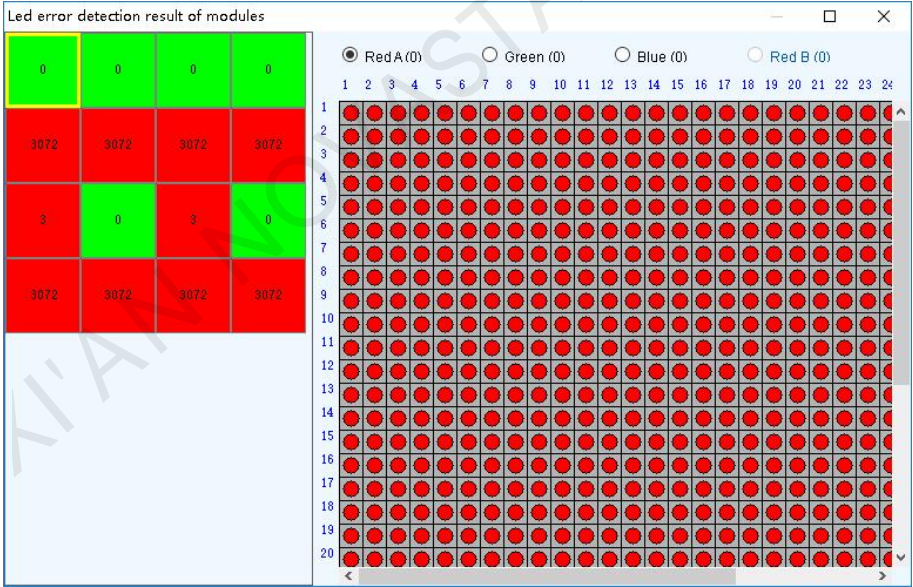 Led error detection result of modules
Red A (0) Green (0) Blue (0) Red B (0)
1 2 3 4 5 6 7 8 9 10 11 12 13 14 15 16 17 18 19 20 21 22 23 24
0 0 0 0
3072 3072 3072 3072
3 0 3 0
3072 3072 3072 3072
1
2
3
4
5
6
7
8
9
10
11
12
13
14
15
16
17
18
19
20
XI'AN NOVASTA